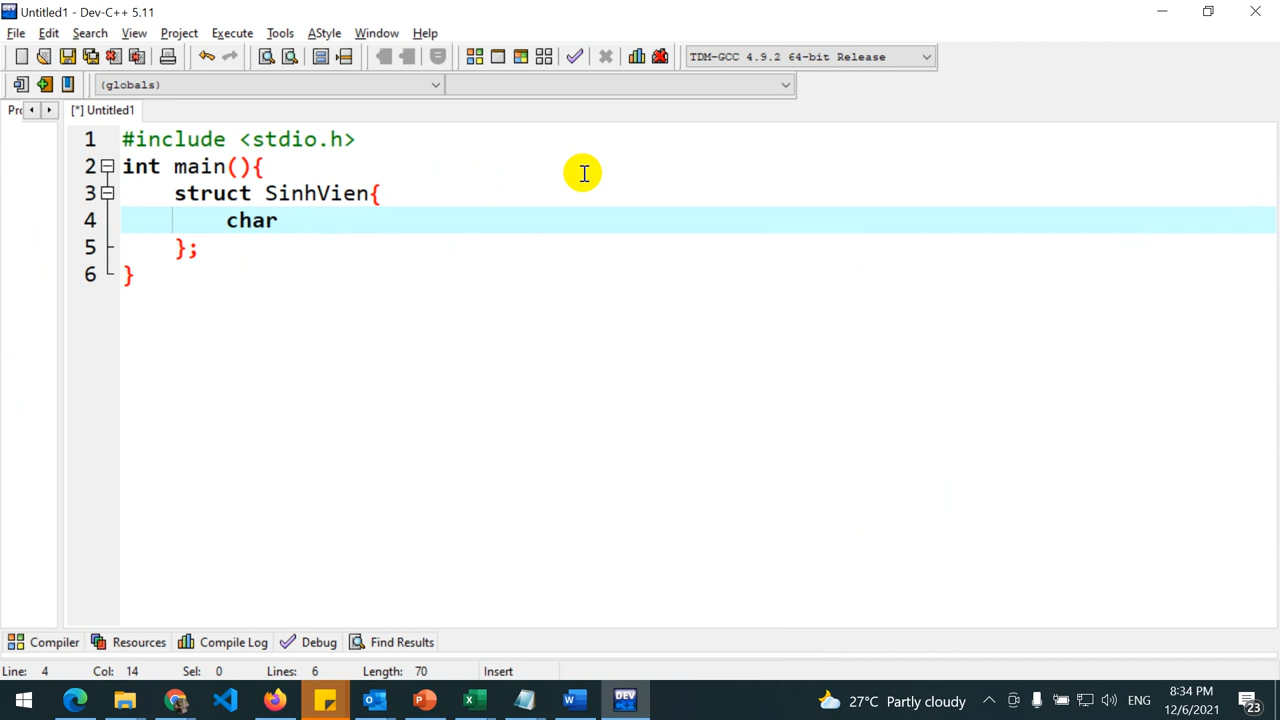 Untitled1 - Dev-C++ 5.11
File Edit Search View Project Execute Tools AStyle Window Help
TDM-GCC 4.9.2 64-bit Release
(globals)
[*] Untitled1
1 #include <stdio.h>
2 int main(){
3 struct SinhVien{
4 char
5 };
6 }
Compiler Resources Compile Log Debug Find Results
Line: 4 Col: 14 Sel: 0 Lines: 6 Length: 70 Insert
DEV
27°C Partly cloudy ENG 8:34 PM
12/6/2021 23